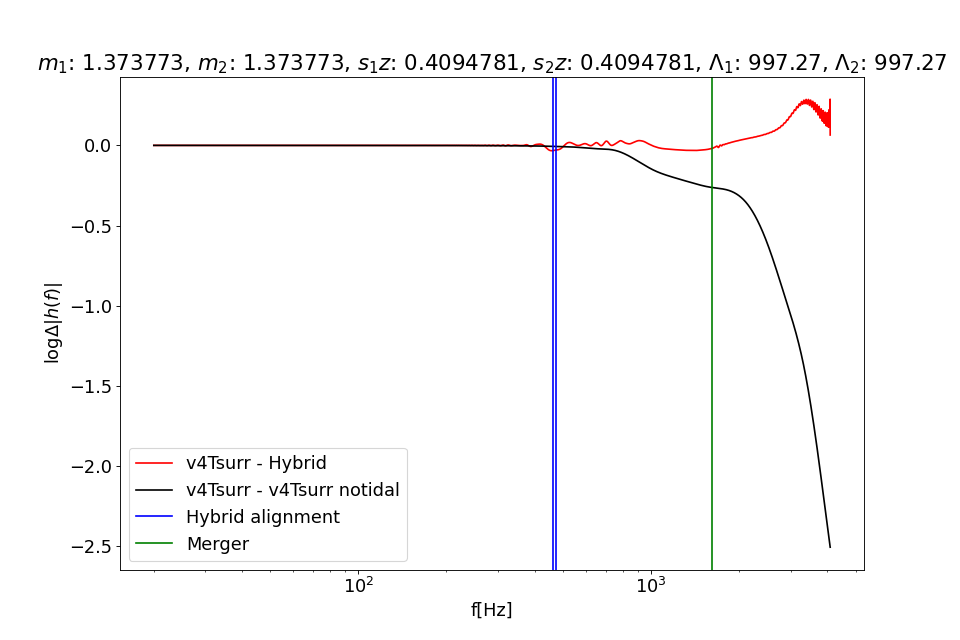 m₁: 1.373773, m₂: 1.373773, s₁z: 0.4094781, s₂z: 0.4094781, Λ₁: 997.27, Λ₂: 997.27
0.0
−0.5
−1.0
−1.5
−2.0
−2.5
logΔ|h(f)|
v4Tsurr - Hybrid
v4Tsurr - v4Tsurr notidal
Hybrid alignment
Merger
10² 10³
f[Hz]